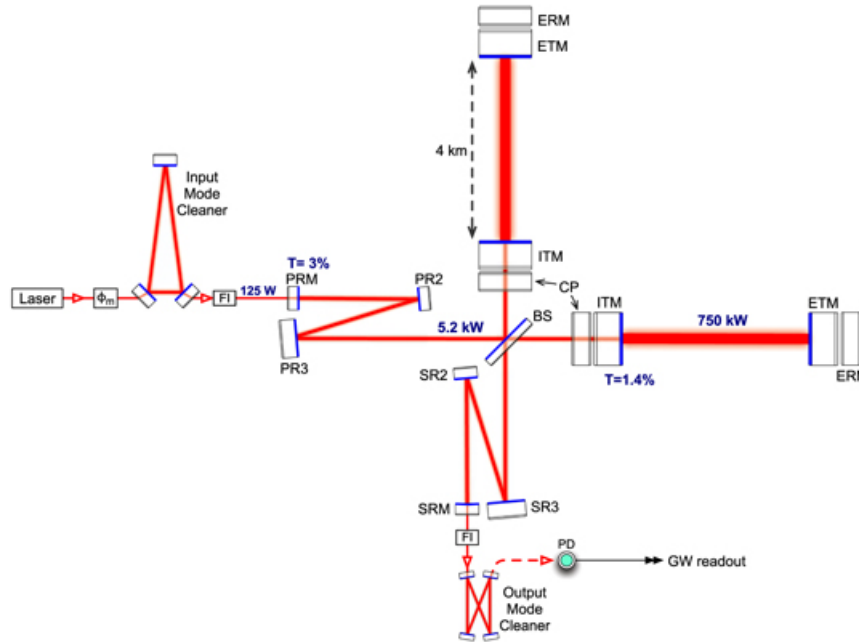 ERM
ETM
4 km
Input
Mode
Cleaner
ITM
T= 3%
PRM
PR2
CP
ITM
ETM
Laser
Φm
FI
125 W
BS
750 kW
5.2 kW
PR3
SR2
T=1.4%
ERM
SRM
SR3
FI
PD
GW readout
Output
Mode
Cleaner